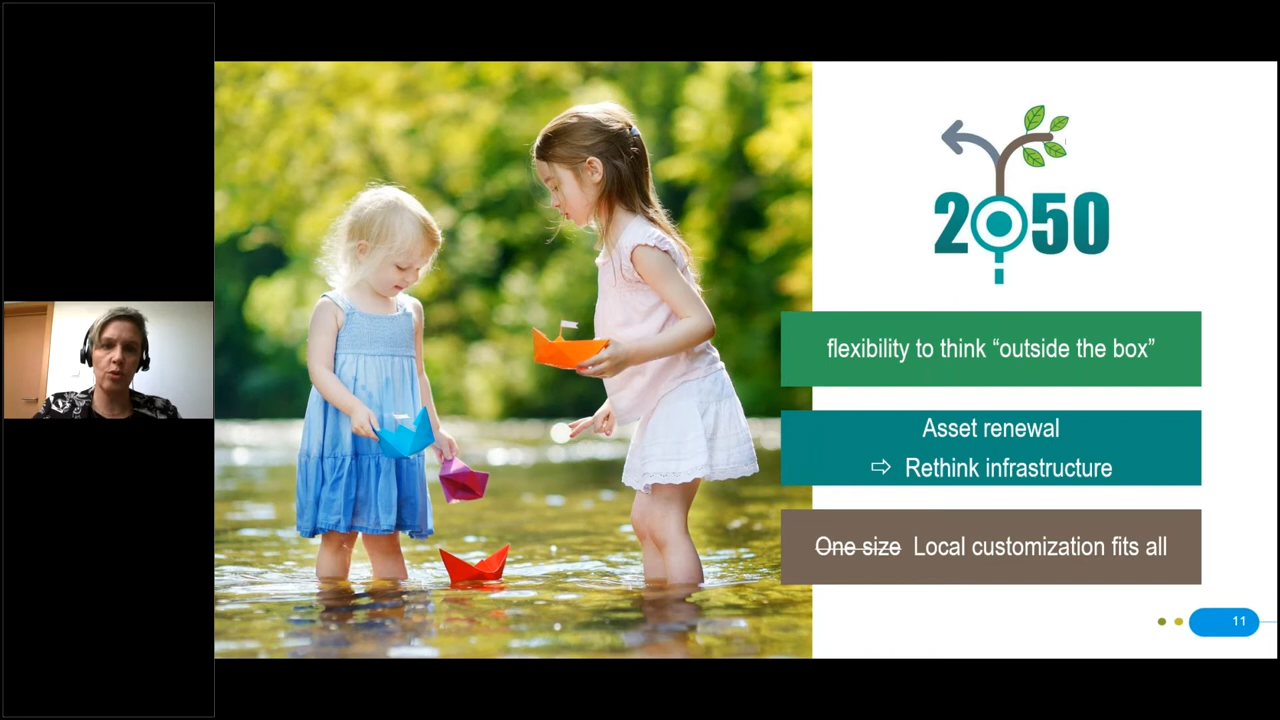 2050
flexibility to think “outside the box”
Asset renewal
⇨ Rethink infrastructure
One size Local customization fits all
11